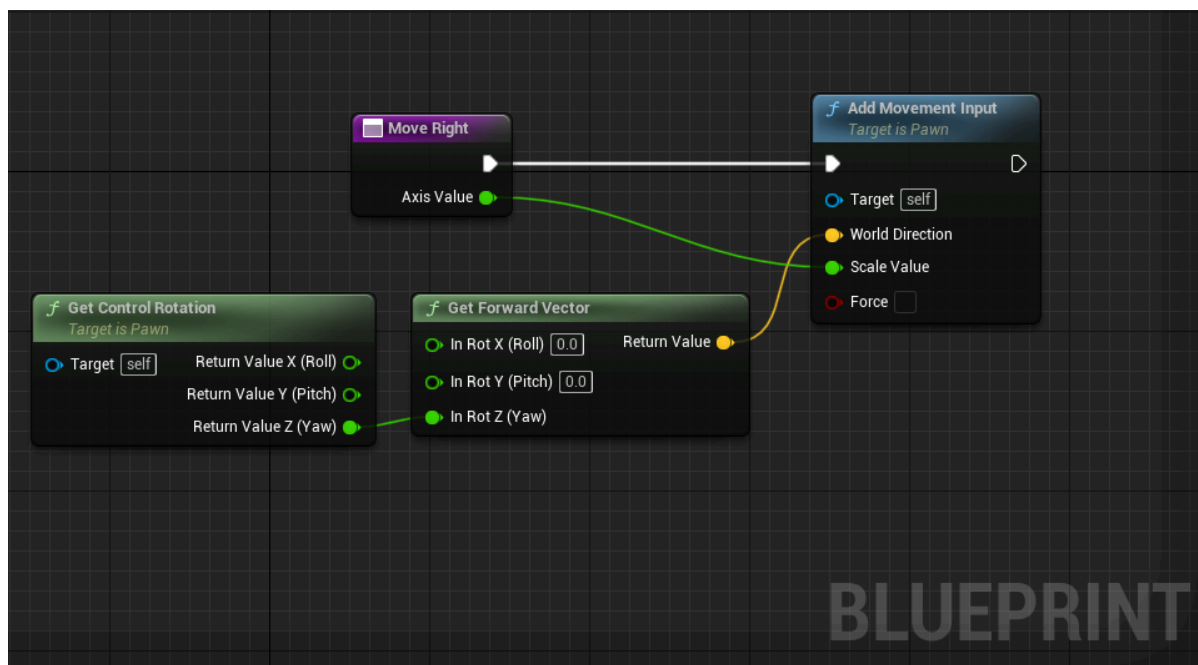 Move Right
Axis Value
f Add Movement Input
Target is Pawn
Target self
World Direction
Scale Value
Force
f Get Control Rotation
Target is Pawn
Target self
Return Value X (Roll)
Return Value Y (Pitch)
Return Value Z (Yaw)
f Get Forward Vector
In Rot X (Roll) 0.0
Return Value
In Rot Y (Pitch) 0.0
In Rot Z (Yaw)
BLUEPRINT